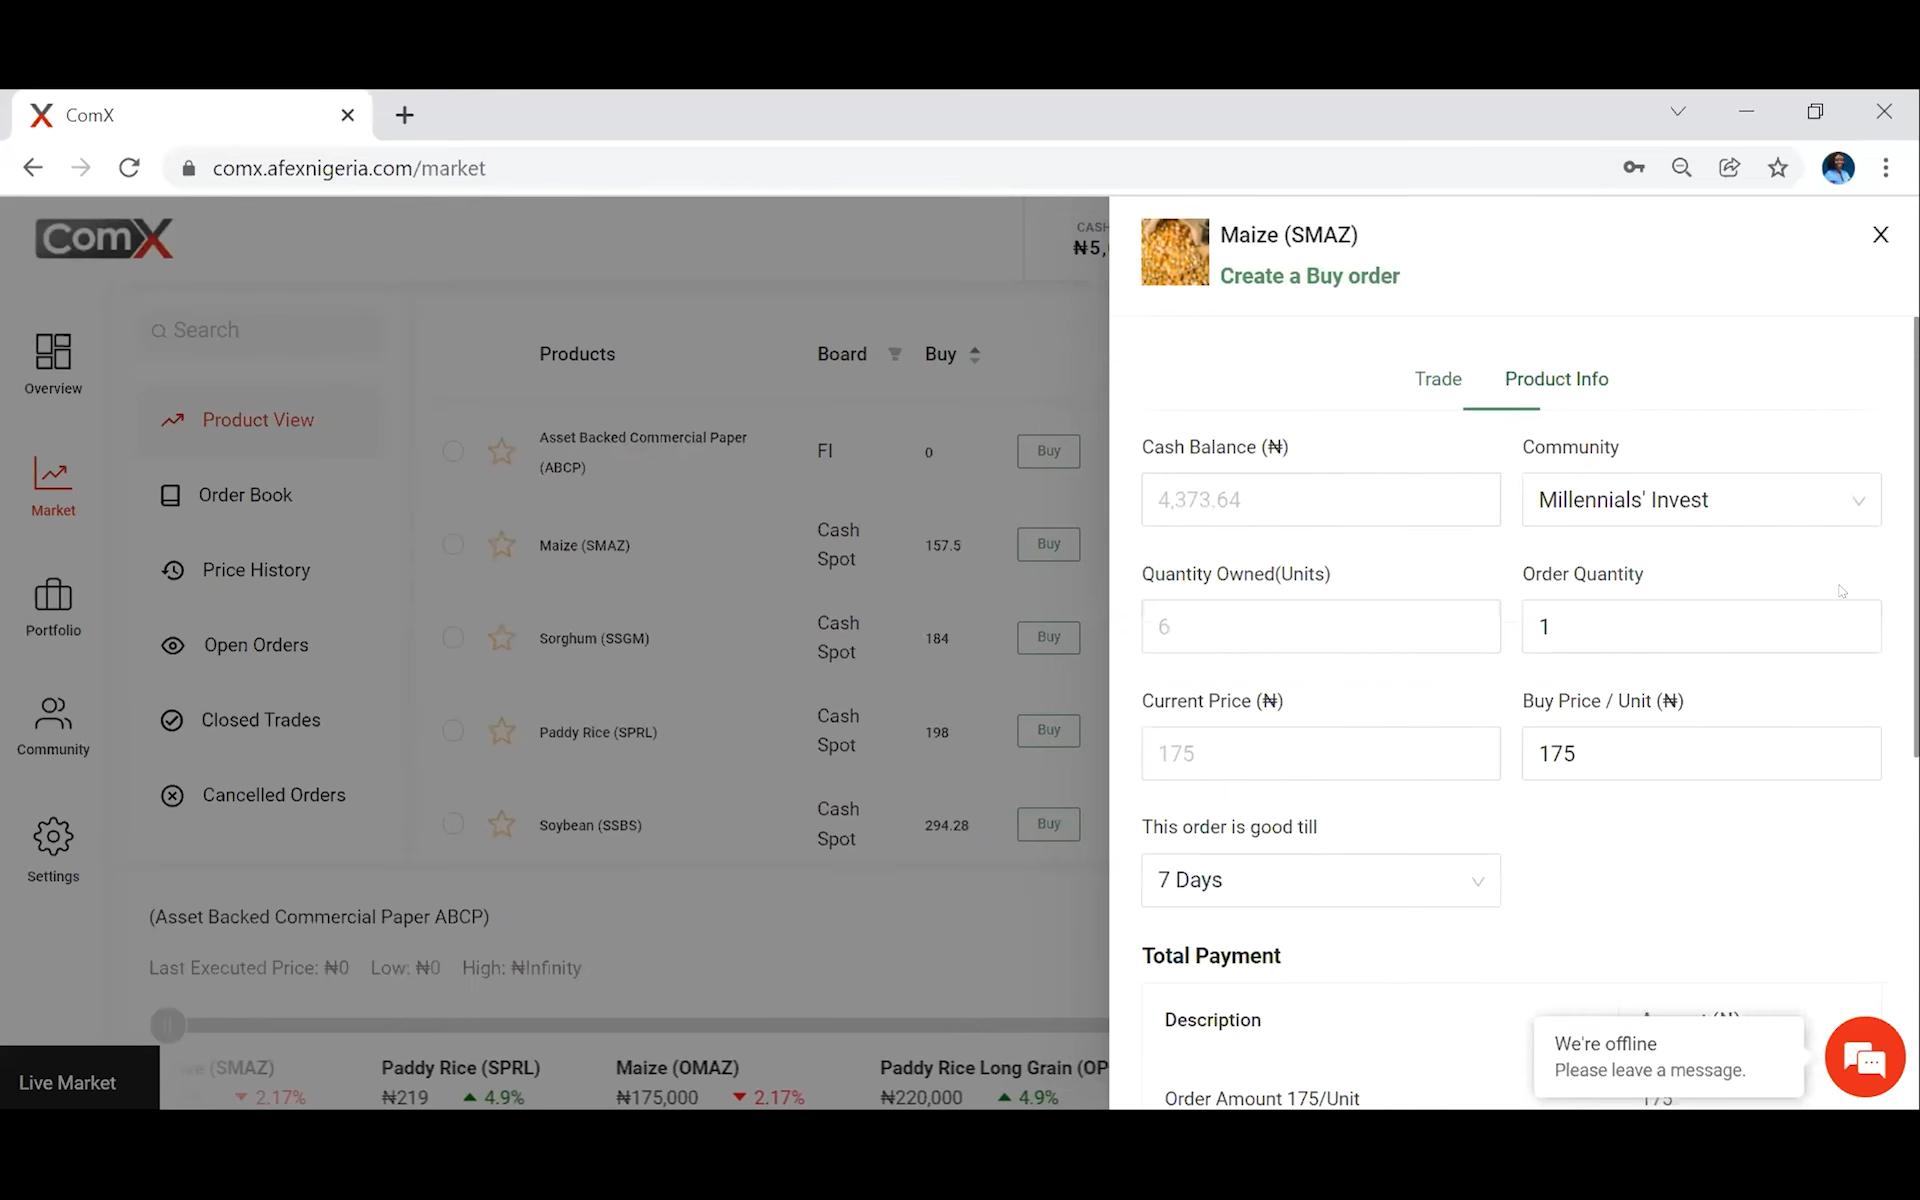 ComX
comx.afexnigeria.com/market
ComX
CASH
₦5,
Overview
Market
Portfolio
Community
Settings
Search
Product View
Order Book
Price History
Open Orders
Closed Trades
Cancelled Orders
Products Board Buy
Asset Backed Commercial Paper
(ABCP)
FI 0 Buy
Maize (SMAZ) Cash
Spot 157.5 Buy
Sorghum (SSGM) Cash
Spot 184 Buy
Paddy Rice (SPRL) Cash
Spot 198 Buy
Soybean (SSBS) Cash
Spot 294.28 Buy
(Asset Backed Commercial Paper ABCP)
Last Executed Price: ₦0 Low: ₦0 High: ₦Infinity
Live Market
(SMAZ)
2.17%
Paddy Rice (SPRL)
₦219 4.9%
Maize (OMAZ)
₦175,000 2.17%
Paddy Rice Long Grain (OP
₦220,000 4.9%
Maize (SMAZ)
Create a Buy order
Trade Product Info
Cash Balance (₦)
4,373.64
Community
Millennials' Invest
Quantity Owned(Units)
6
Order Quantity
1
Current Price (₦)
175
Buy Price / Unit (₦)
175
This order is good till
7 Days
Total Payment
Description
Order Amount 175/Unit 175
We're offline
Please leave a message.